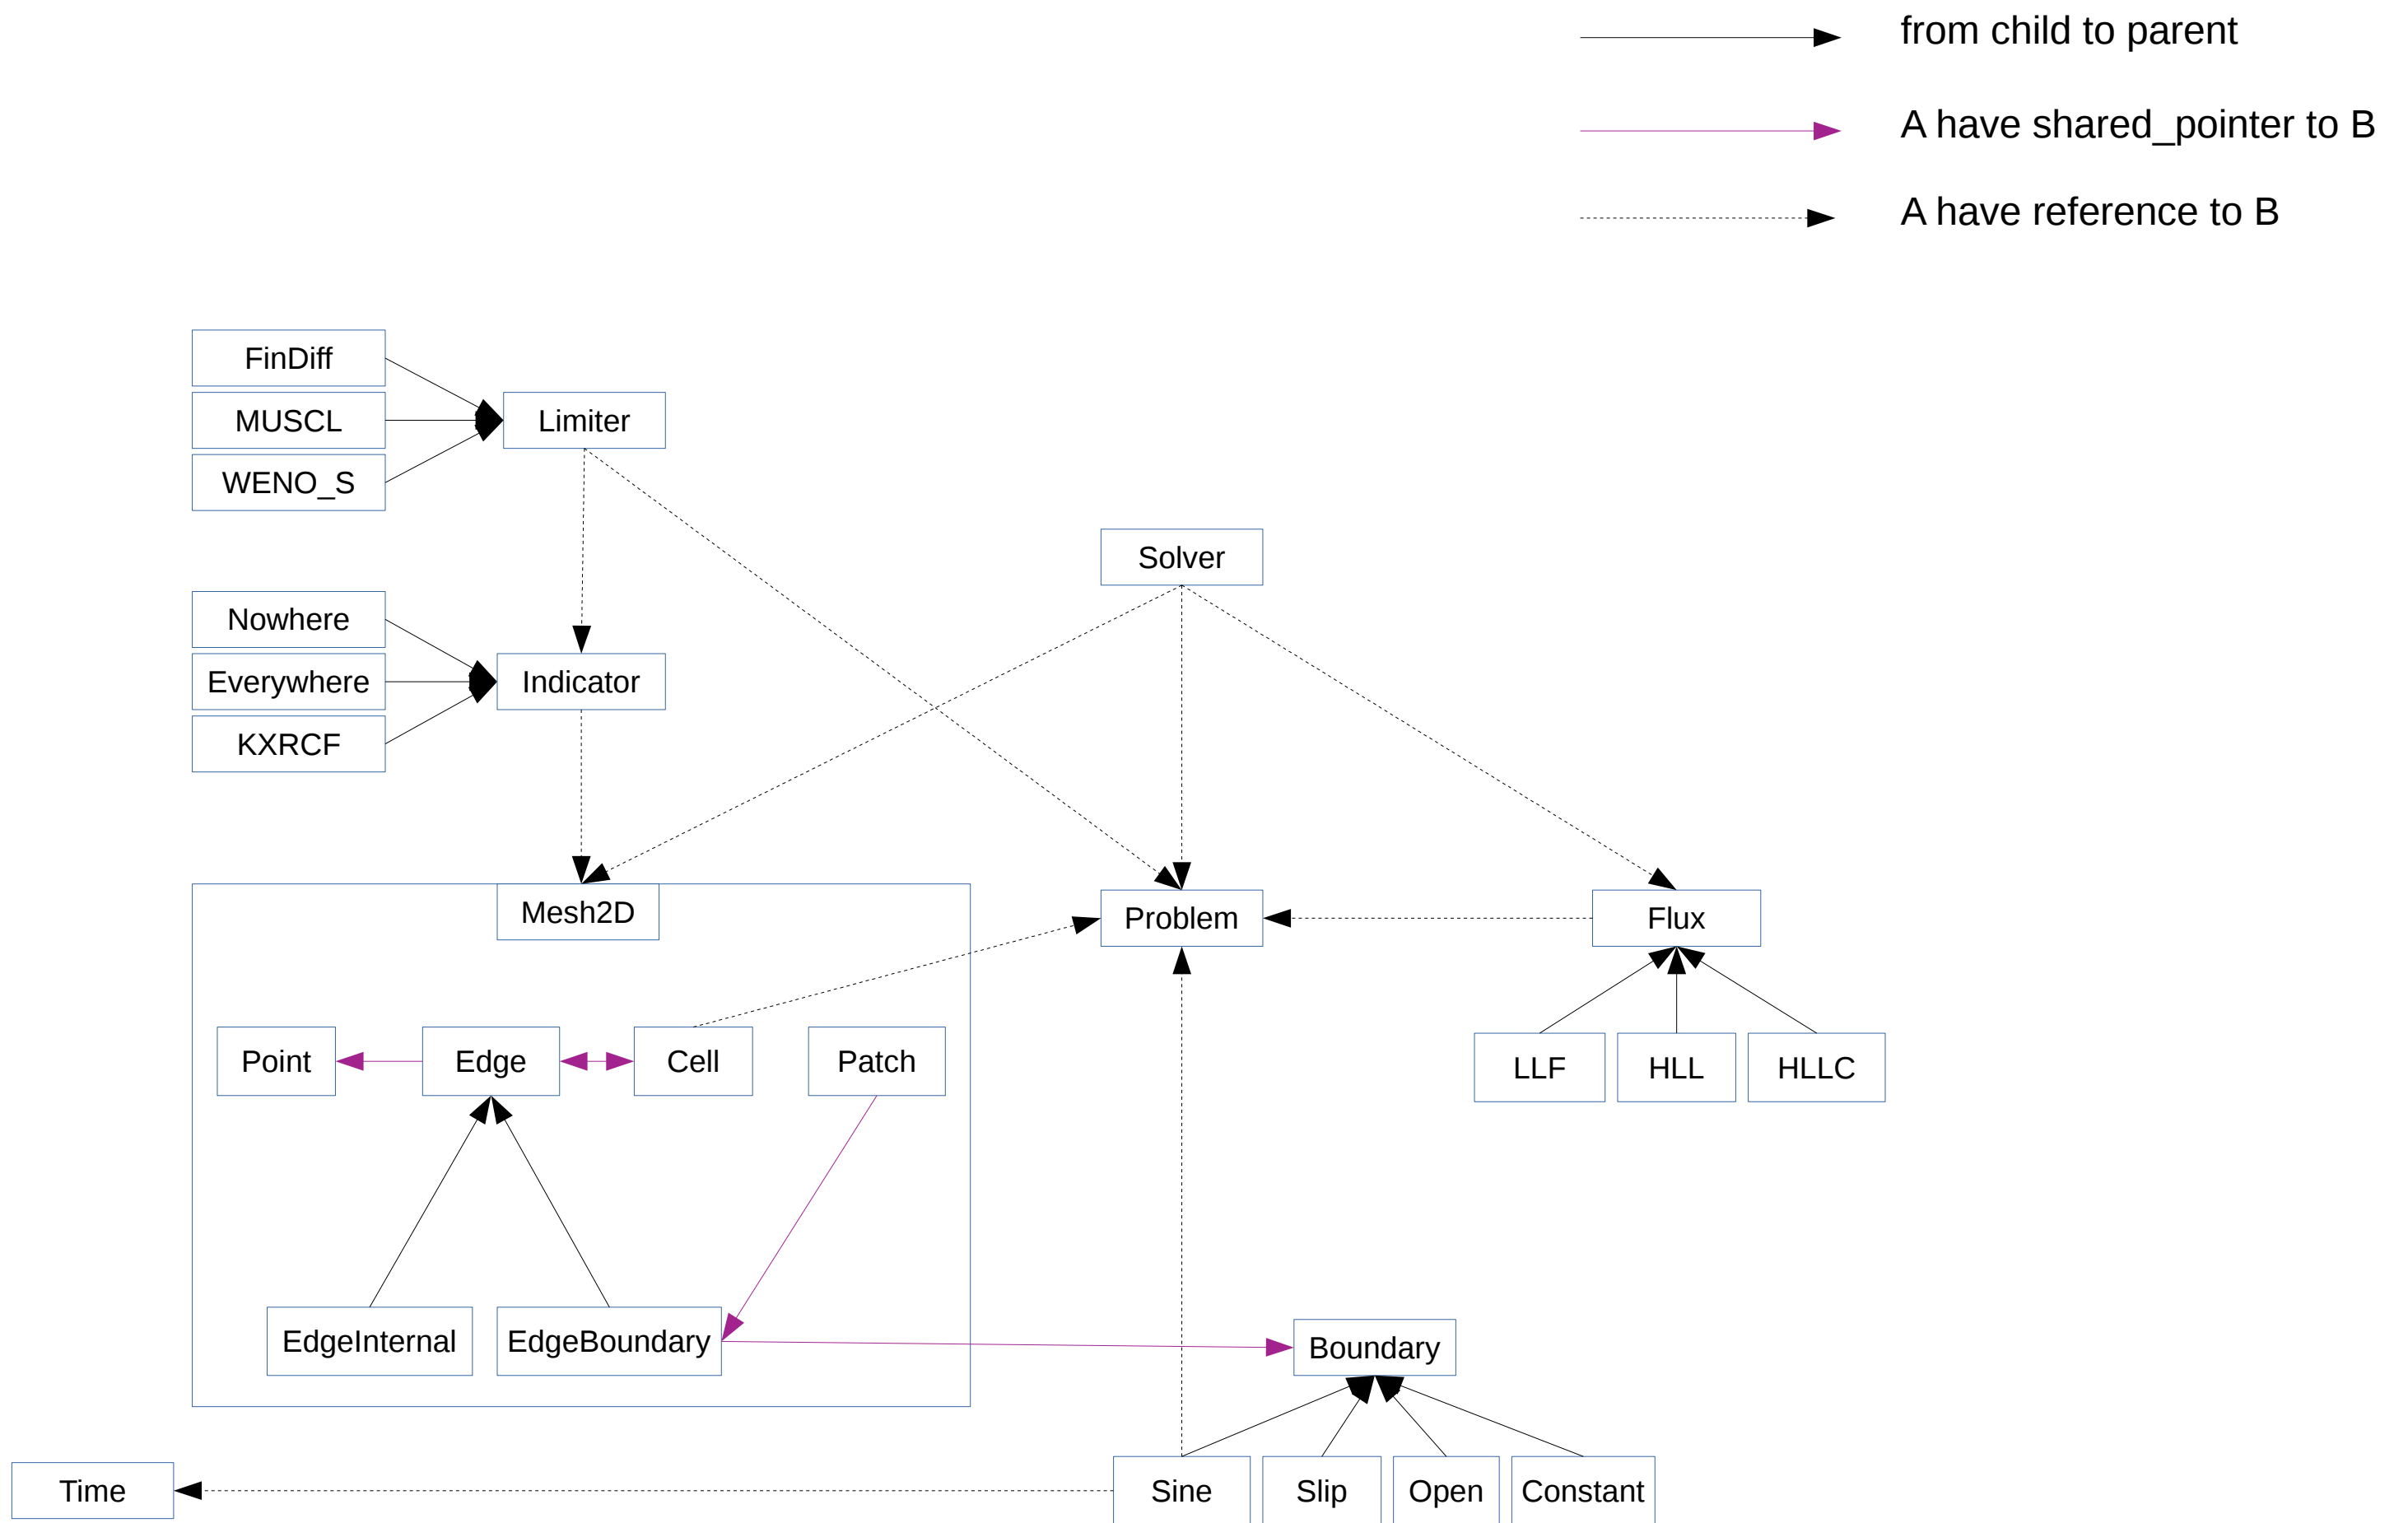 from child to parent
A have shared_pointer to B
A have reference to B
FinDiff
MUSCL
Limiter
WENO_S
Solver
Nowhere
Everywhere
Indicator
KXRCF
Mesh2D
Problem
Flux
Point
Edge
Cell
Patch
LLF
HLL
HLLC
EdgeInternal
EdgeBoundary
Boundary
Time
Sine
Slip
Open
Constant